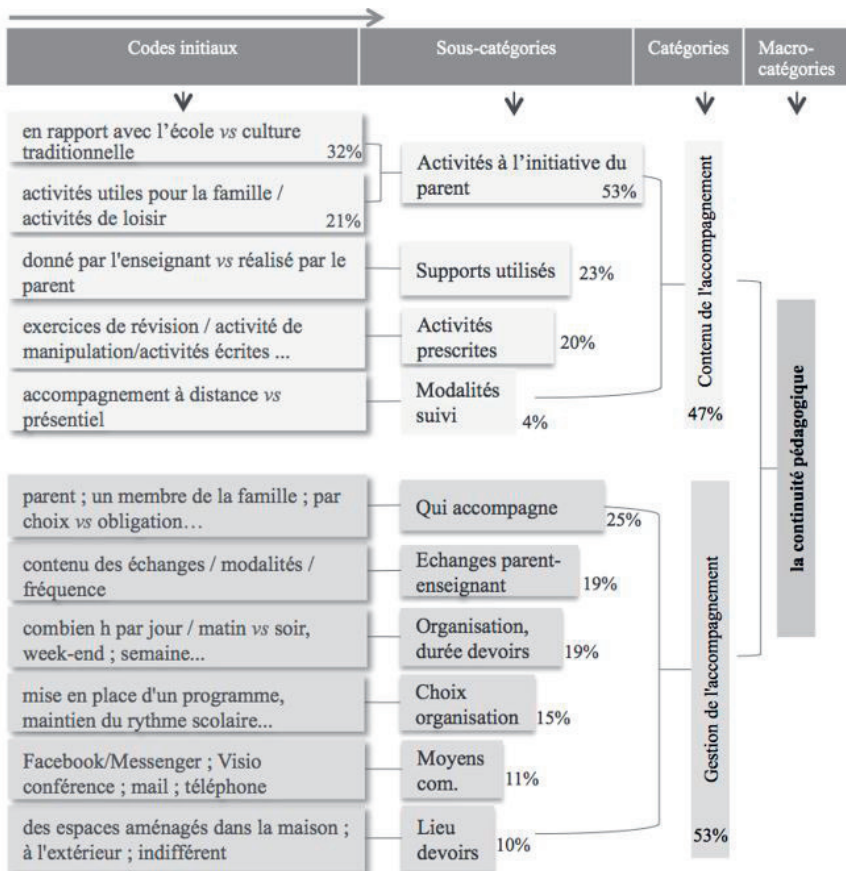 Codes initiaux
Sous-catégories
Catégories
Macro-
catégories
en rapport avec l'école vs culture
traditionnelle
32%
activités utiles pour la famille /
activités de loisir
21%
Activités à l'initiative du
parent
53%
donné par l'enseignant vs réalisé par le
parent
Supports utilisés
23%
exercices de révision / activité de
manipulation/activités écrites ...
Activités
prescrites
20%
accompagnement à distance vs
présentiel
Modalités
suivi
4%
Contenu de l'accompagnement
47%
parent ; un membre de la famille ; par
choix vs obligation…
Qui accompagne
25%
contenu des échanges / modalités /
fréquence
Echanges parent-
enseignant
19%
combien h par jour / matin vs soir,
week-end ; semaine...
Organisation,
durée devoirs
19%
mise en place d'un programme,
maintien du rythme scolaire...
Choix
organisation
15%
Facebook/Messenger ; Visio
conférence ; mail ; téléphone
Moyens
com.
11%
des espaces aménagés dans la maison ;
à l'extérieur ; indifférent
Lieu
devoirs
10%
Gestion de l'accompagnement
53%
la continuité pédagogique